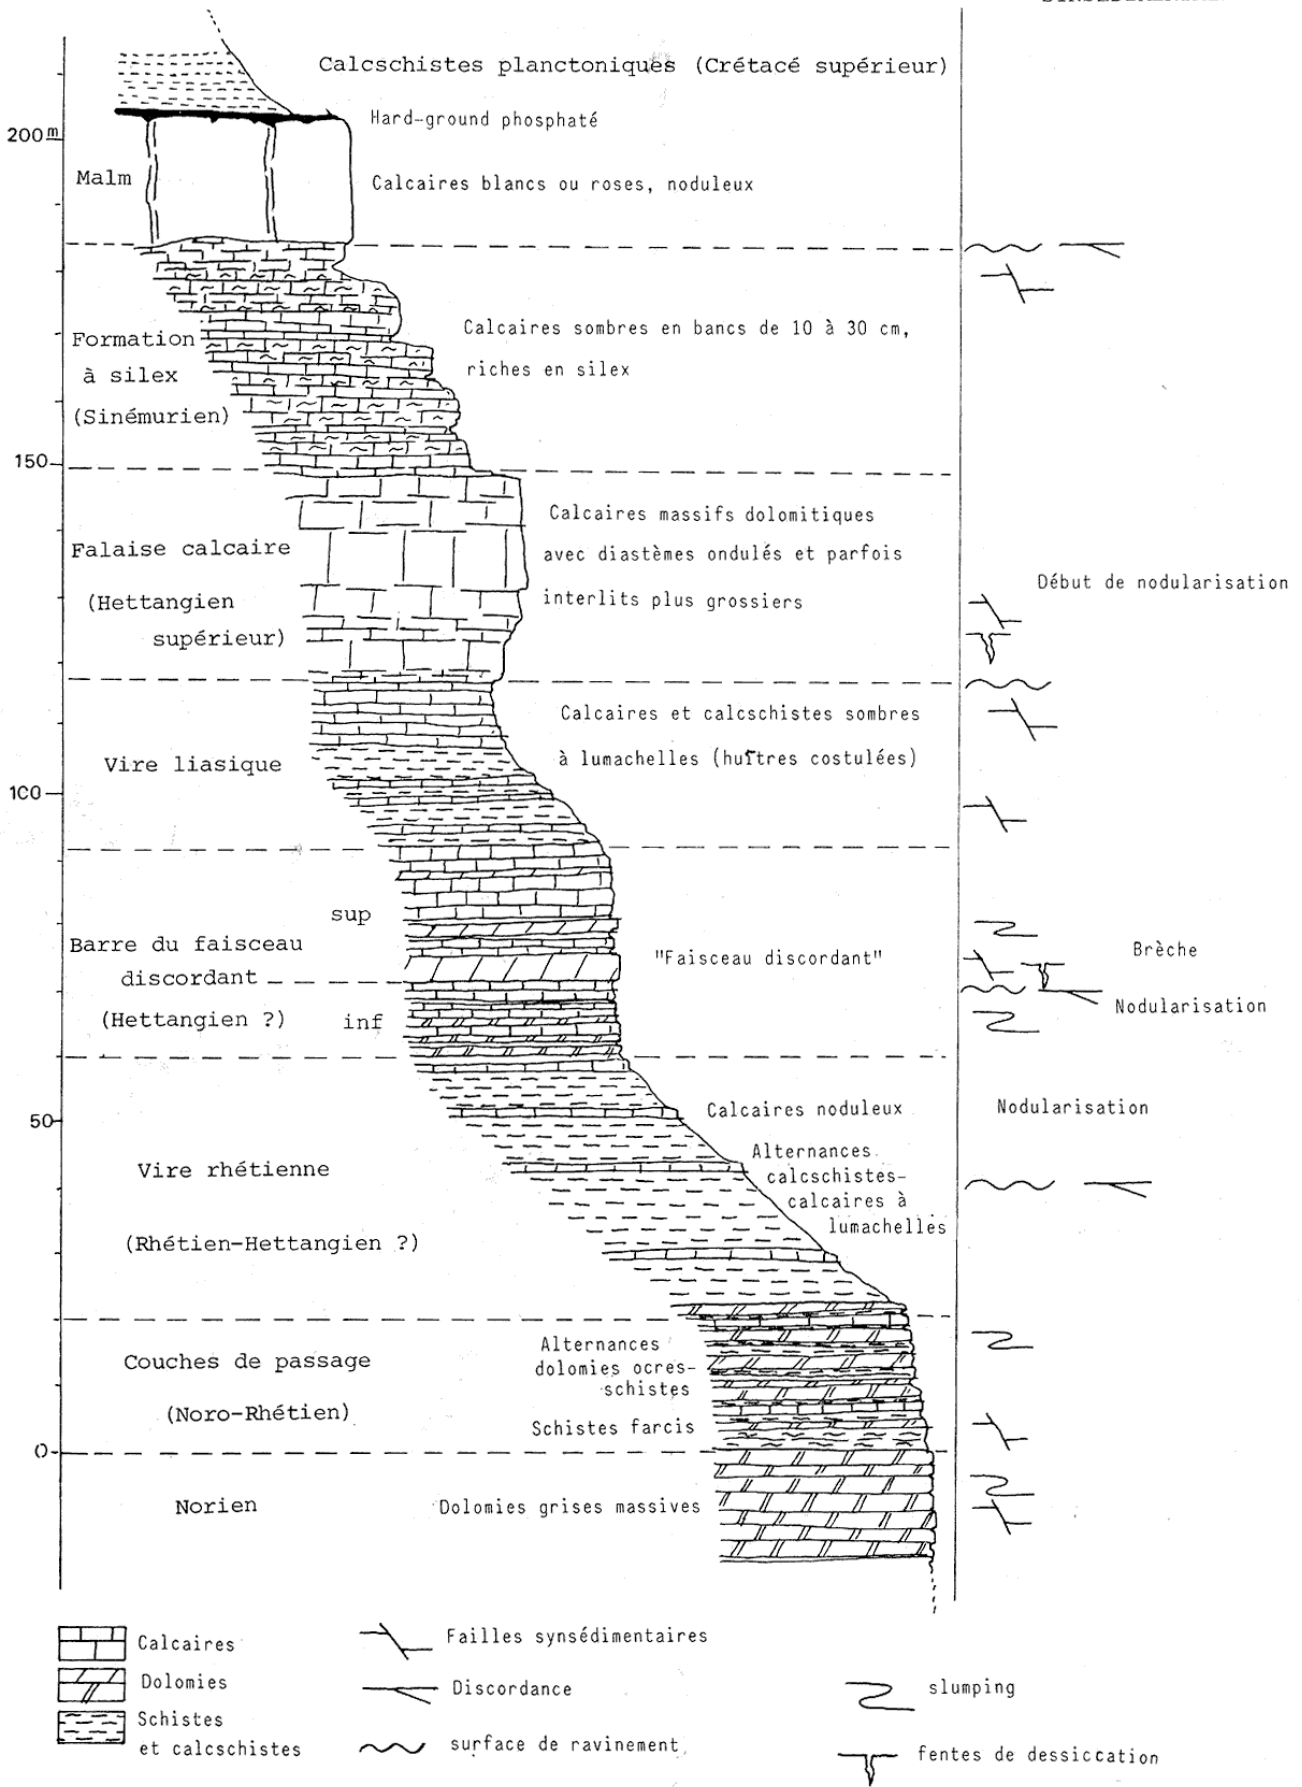 Calcschistes planctoniques (Crétacé supérieur)
Hard-ground phosphaté
200 m
Malm
Calcaires blancs ou roses, noduleux
Formation
à silex
(Sinémurien)
Calcaires sombres en bancs de 10 à 30 cm,
riches en silex
150
Falaise calcaire
(Hettangien
supérieur)
Calcaires massifs dolomitiques
avec diastèmes ondulés et parfois
interlits plus grossiers
Début de nodularisation
Vire liasique
Calcaires et calcschistes sombres
à lumachelles (huîtres costulées)
100
sup
Barre du faisceau
discordant
(Hettangien ?)
inf
"Faisceau discordant"
Brèche
Nodularisation
50
Calcaires noduleux
Nodularisation
Vire rhétienne
(Rhétien-Hettangien ?)
Alternances
calcschistes-
calcaires à
lumachelles
Couches de passage
(Noro-Rhétien)
Alternances
dolomies ocres-
schistes
Schistes farcis
0
Norien
Dolomies grises massives
Calcaires
Dolomies
Schistes
et calcschistes
Failles synsédimentaires
Discordance
surface de ravinement
slumping
fentes de dessiccation